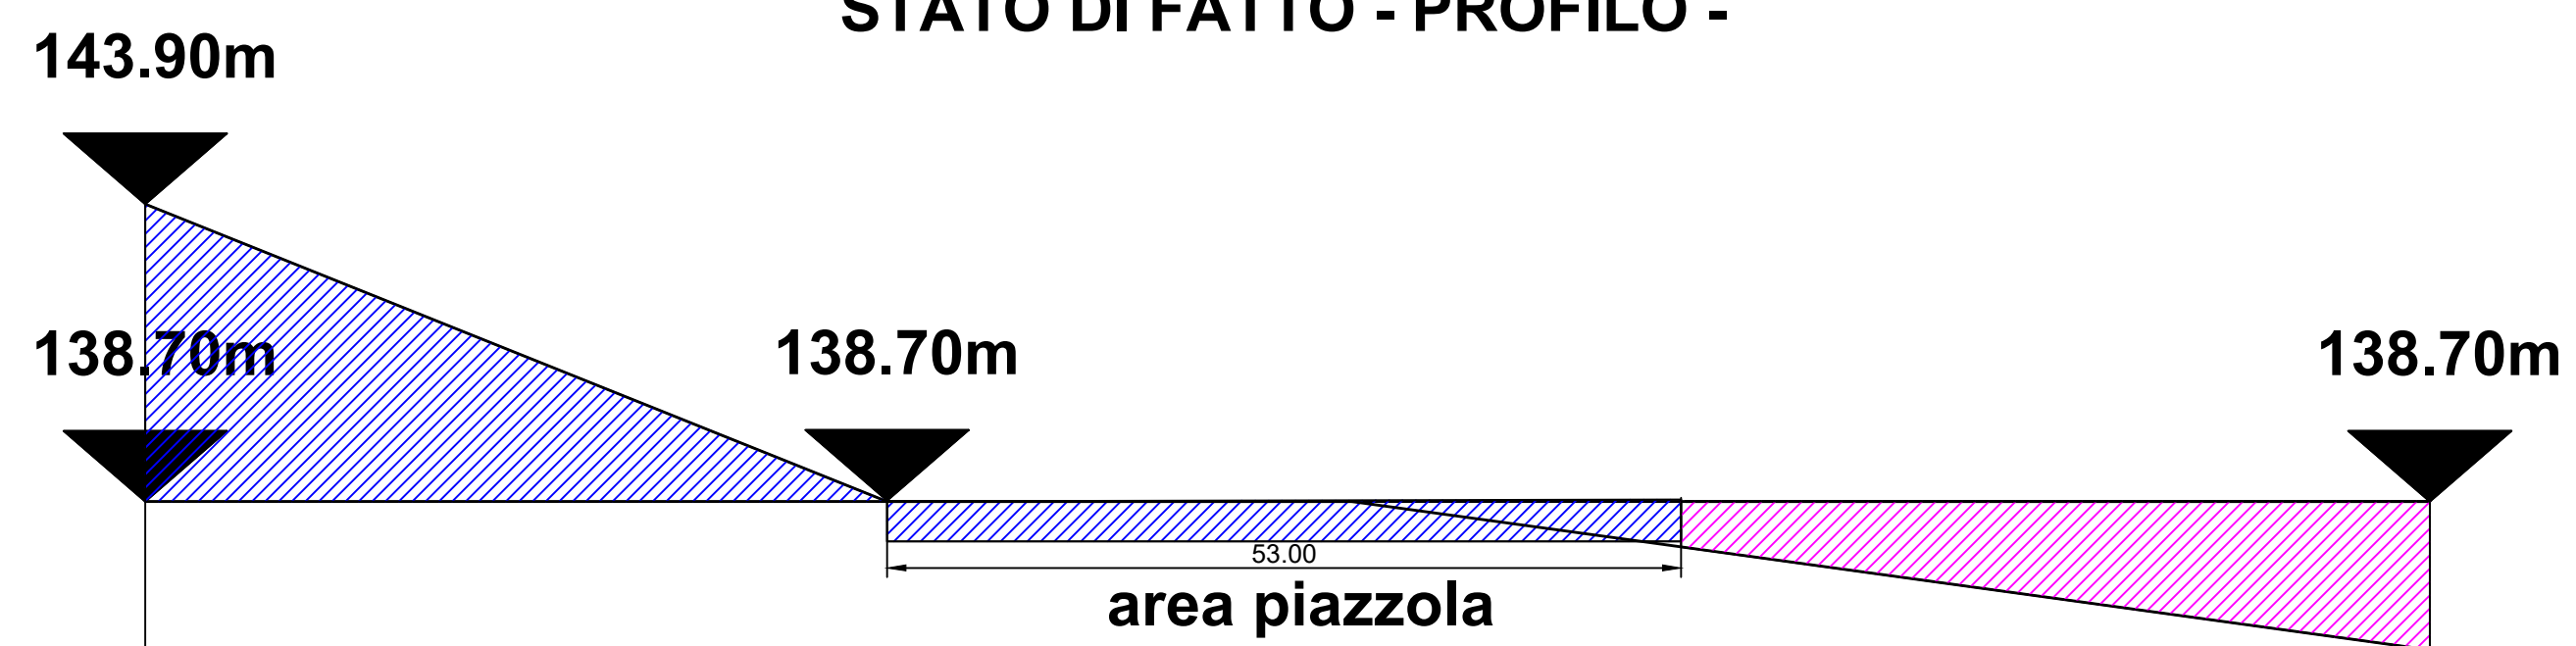 STATO DI FATTO - PROFILO -
143.90m
138.70m
138.70m
138.70m
53.00
area piazzola